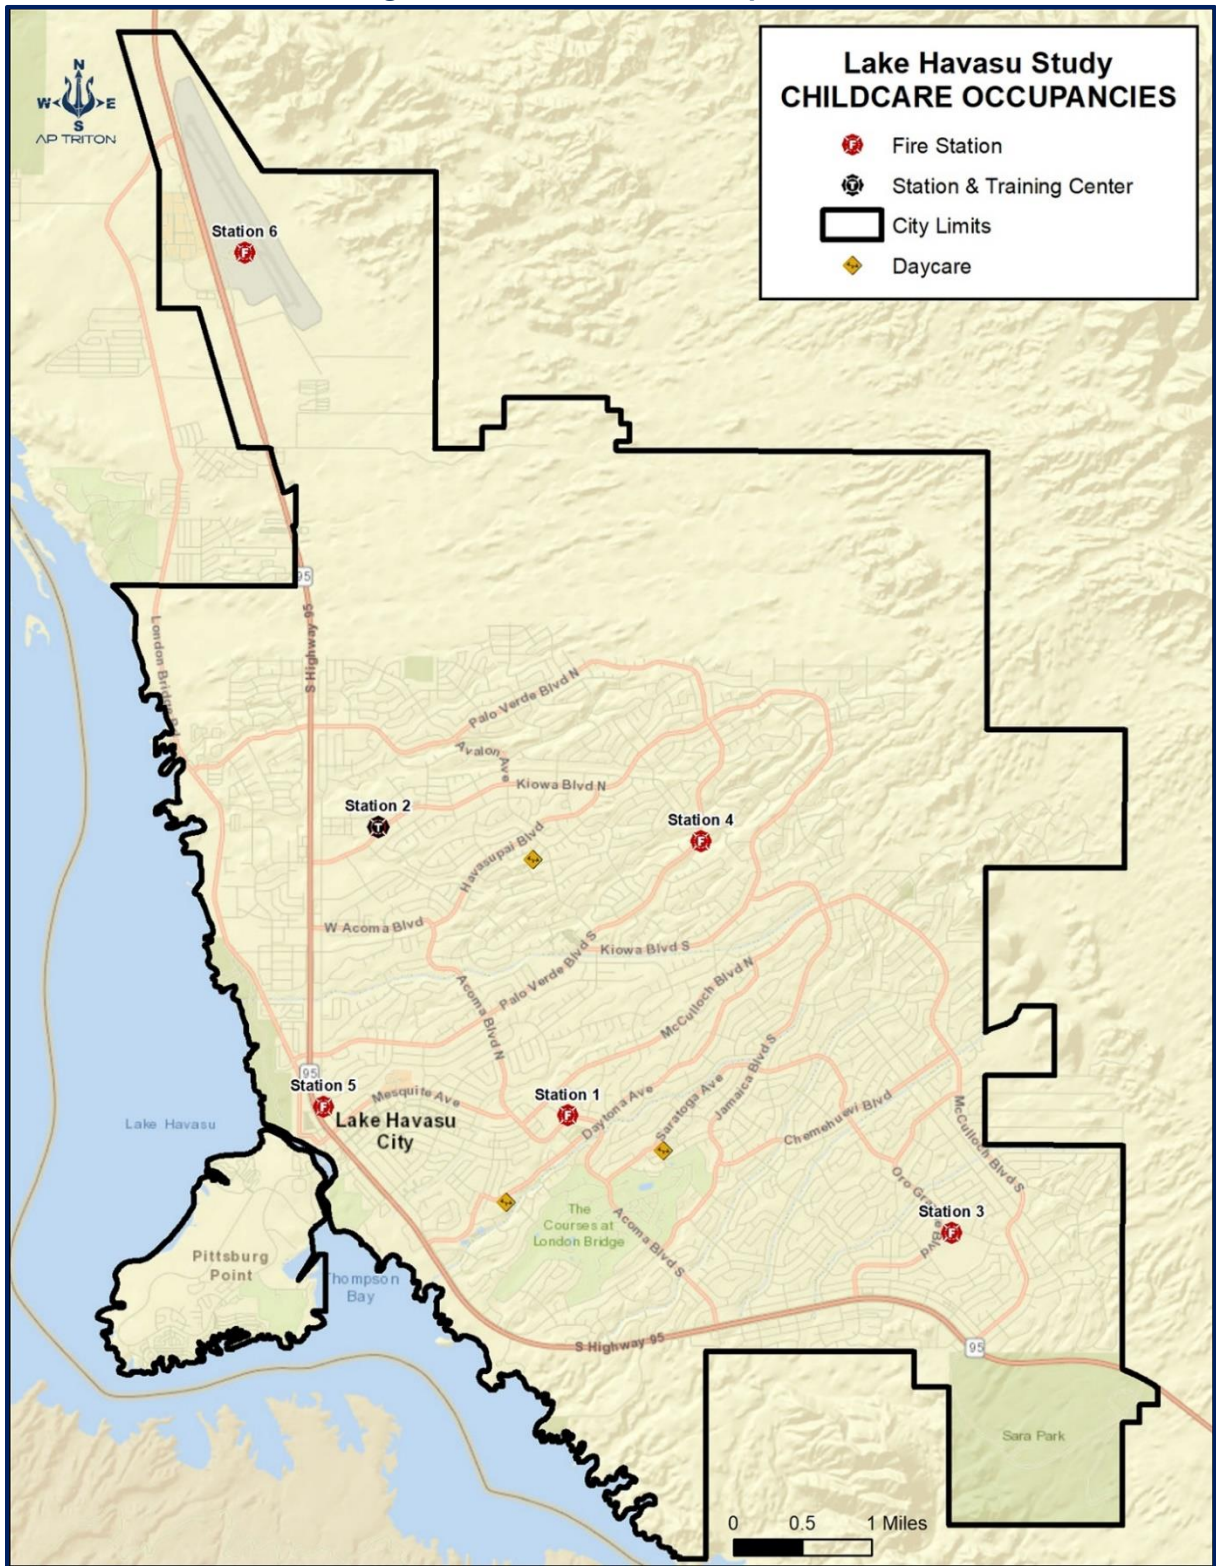 N
W E
S
AP TRITON
Lake Havasu Study
CHILDCARE OCCUPANCIES
F Fire Station
T Station & Training Center
City Limits
Daycare
Station 6
F
95
London Bridge Rd
S Highway 95
Palo Verde Blvd N
Avalon Ave
Kiowa Blvd N
Station 2
T
Station 4
F
Havasupai Blvd
W Acoma Blvd
Kiowa Blvd S
Palo Verde Blvd S
Acoma Blvd N
McCulloch Blvd N
95
Station 5
F
Mesquite Ave
Lake Havasu
City
Station 1
F
Daytona Ave
Saratoga Ave
Jamaica Blvd S
Chemehuevi Blvd
McCulloch Blvd S
Lake Havasu
Oro Grande Blvd
Station 3
F
The
Courses at
London Bridge
Acoma Blvd S
Pittsburg
Point
Thompson
Bay
S Highway 95
95
Sara Park
0 0.5 1 Miles